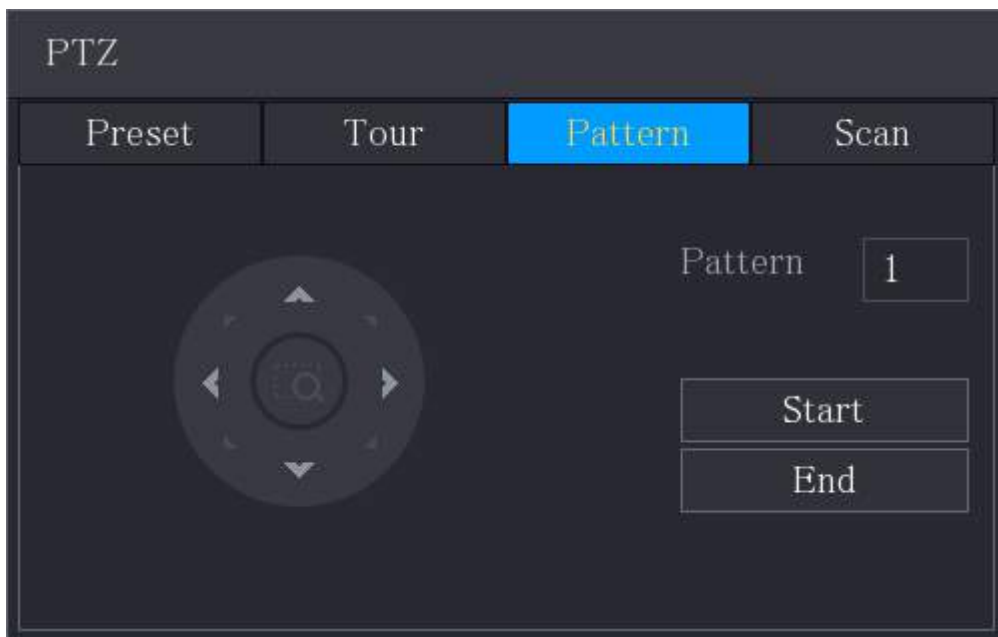 PTZ
Preset Tour Pattern Scan
Pattern 1
Start
End